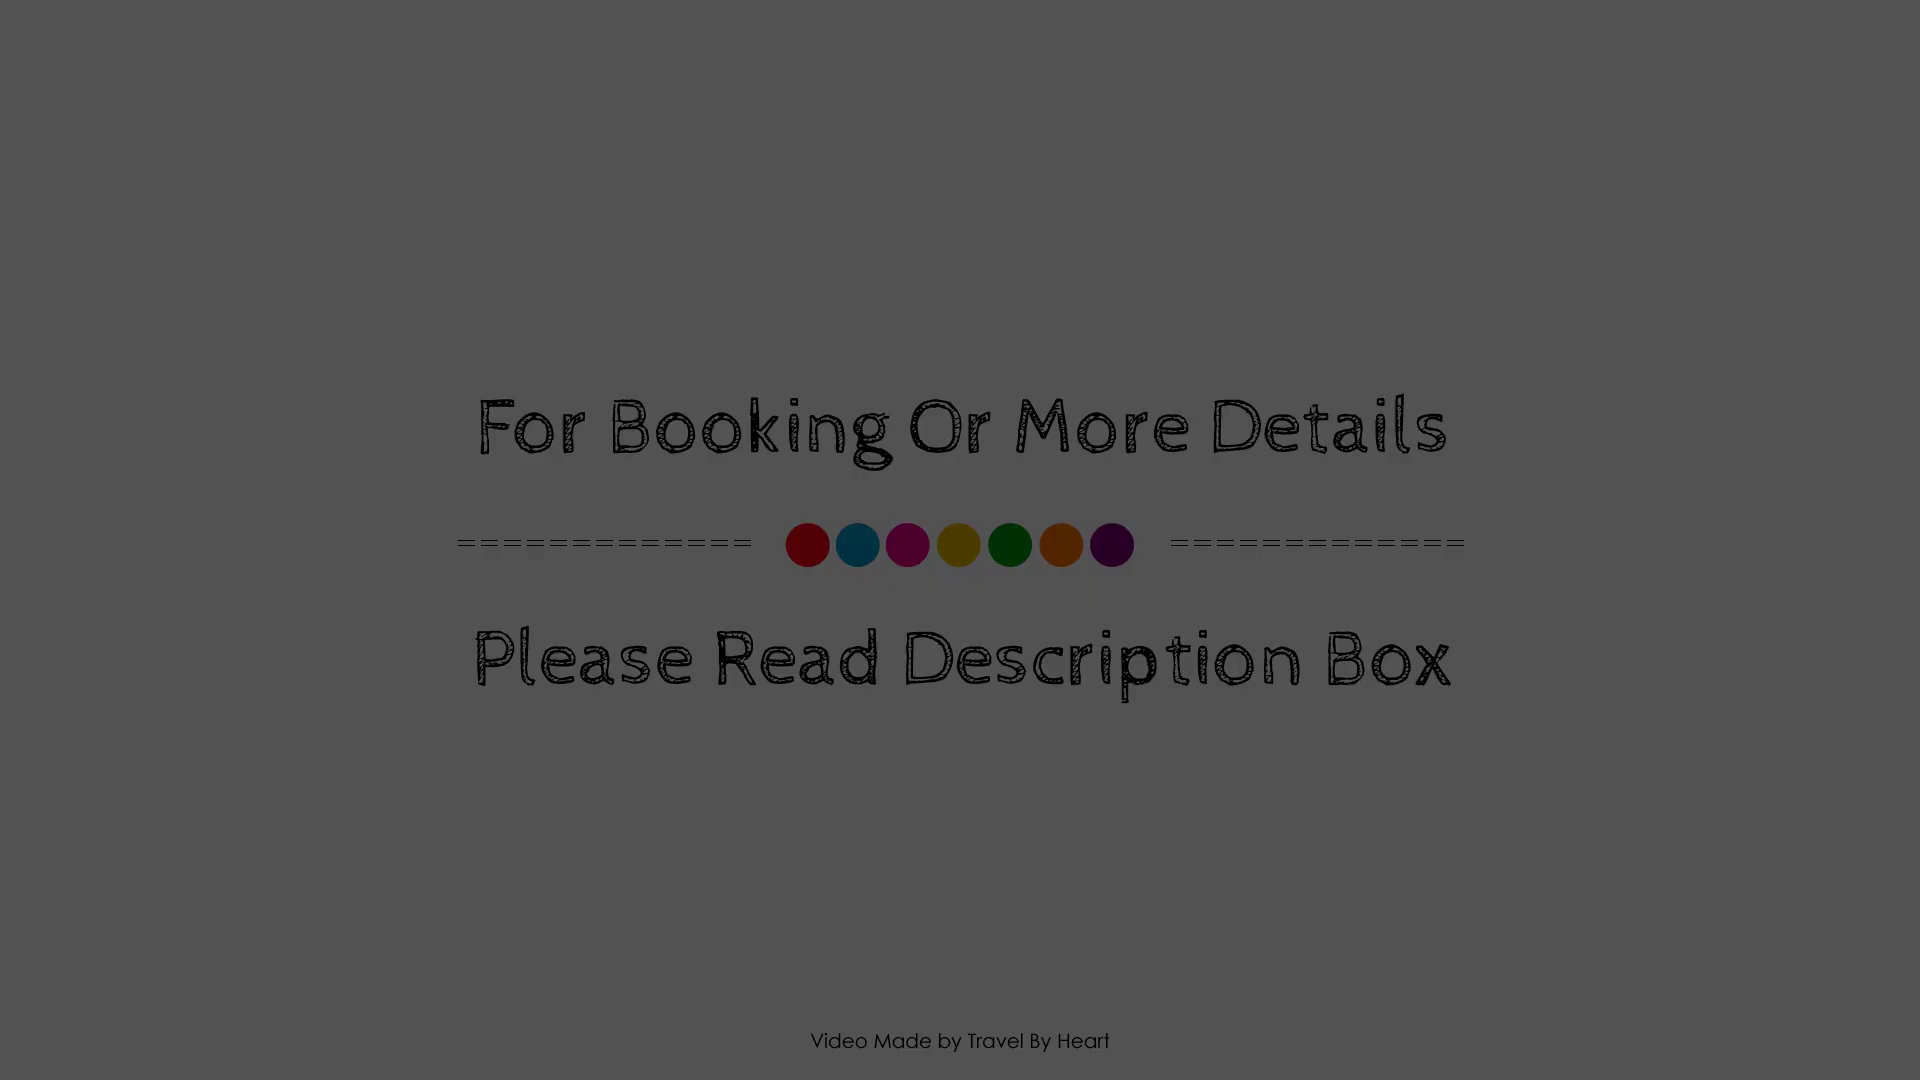 For Booking Or More Details
============= =============
Please Read Description Box
Video Made by Travel By Heart